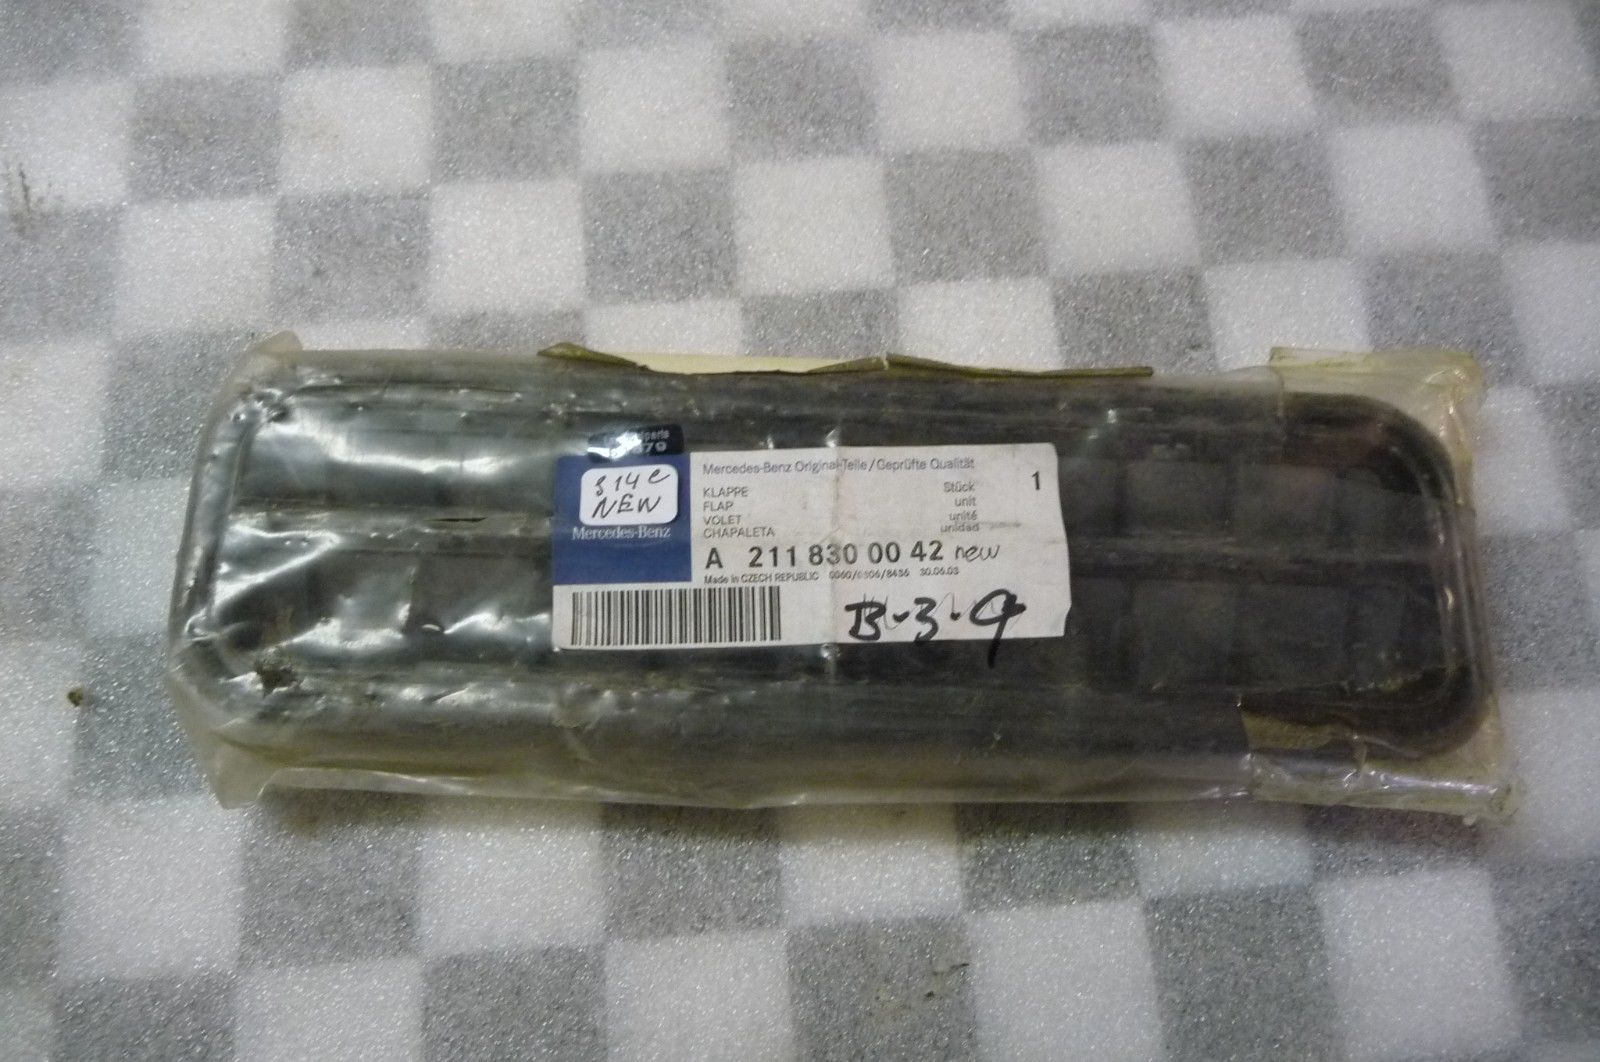 314e
NEW
Mercedes-Benz
Mercedes-Benz Original-Teile / Geprüfte Qualität
KLAPPE Stück 1
FLAP unit
VOLET unité
CHAPALETA unidad
A 211 830 00 42 new
Made in CZECH REPUBLIC 30.06.03
B-3-9